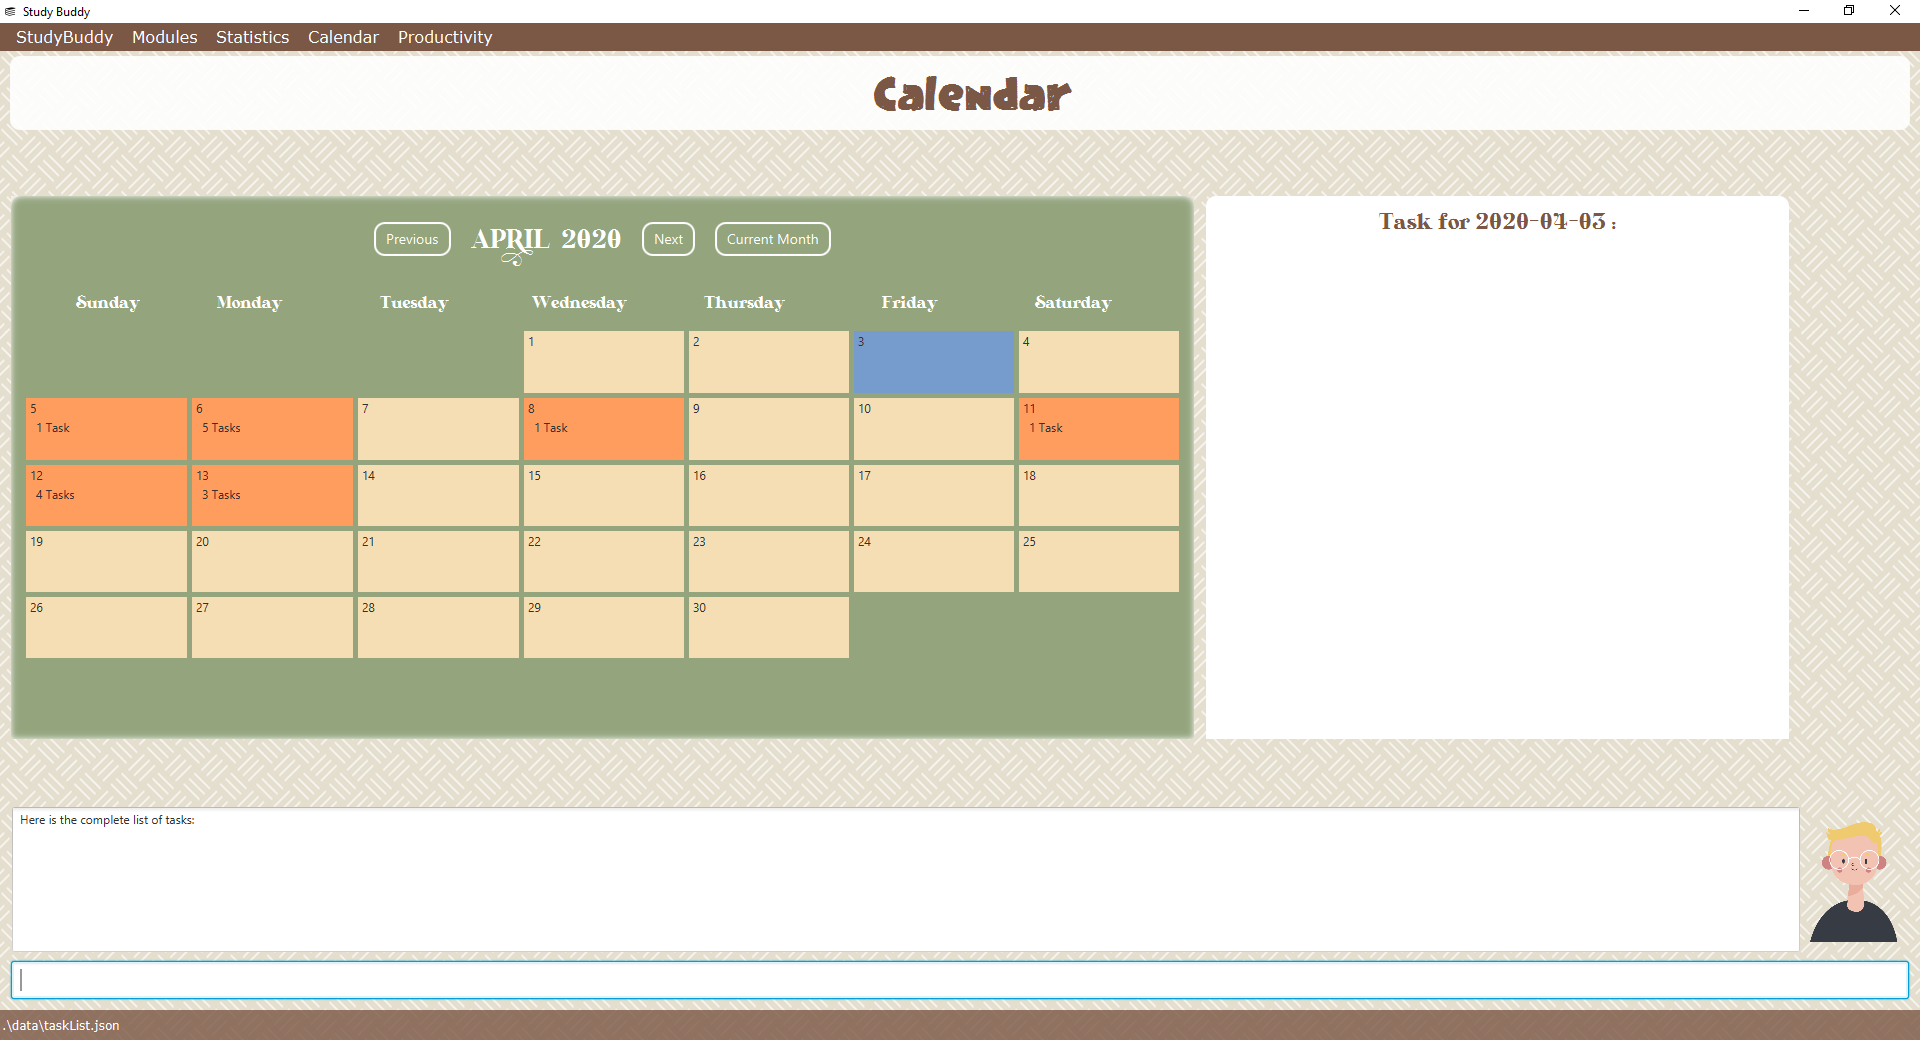 Study Buddy
StudyBuddy Modules Statistics Calendar Productivity
Calendar
Previous APRIL 2020 Next Current Month
Sunday Monday Tuesday Wednesday Thursday Friday Saturday
1 2 3 4
5 6 7 8 9 10 11
1 Task 5 Tasks 1 Task 1 Task
12 13 14 15 16 17 18
4 Tasks 3 Tasks
19 20 21 22 23 24 25
26 27 28 29 30
Task for 2020-04-03 :
Here is the complete list of tasks:
.\data\taskList.json